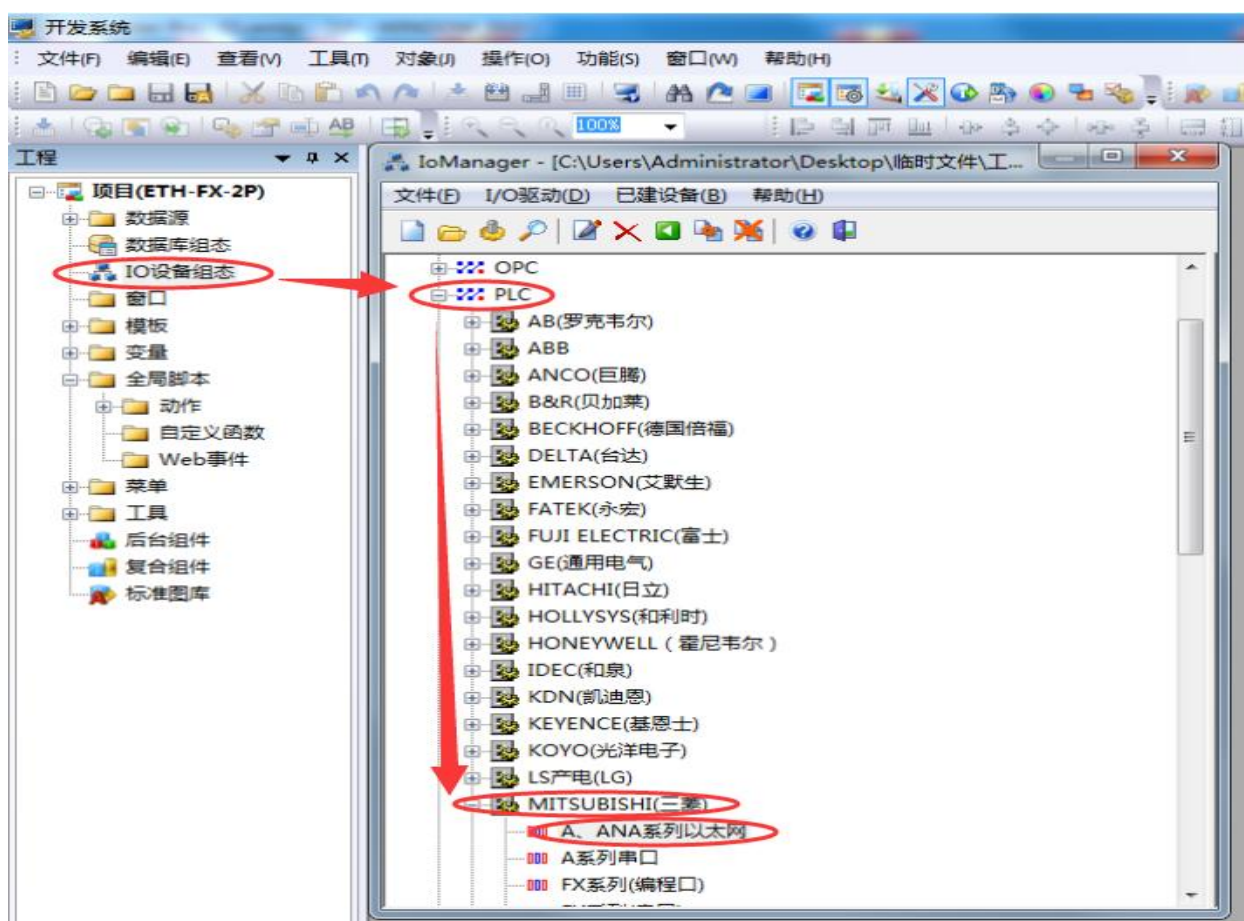 开发系统
文件(F) 编辑(E) 查看(V) 工具(T) 对象(J) 操作(O) 功能(S) 窗口(W) 帮助(H)
100%
工程
项目(ETH-FX-2P)
数据源
数据库组态
IO设备组态
窗口
模板
变量
全局脚本
动作
自定义函数
Web事件
菜单
工具
后台组件
复合组件
标准图库
IoManager - [C:\Users\Administrator\Desktop\临时文件\工...
文件(F) I/O驱动(D) 已建设备(B) 帮助(H)
OPC
PLC
AB(罗克韦尔)
ABB
ANCO(巨腾)
B&R(贝加莱)
BECKHOFF(德国倍福)
DELTA(台达)
EMERSON(艾默生)
FATEK(永宏)
FUJI ELECTRIC(富士)
GE(通用电气)
HITACHI(日立)
HOLLYSYS(和利时)
HONEYWELL（霍尼韦尔）
IDEC(和泉)
KDN(凯迪恩)
KEYENCE(基恩士)
KOYO(光洋电子)
LS产电(LG)
MITSUBISHI(三菱)
A、ANA系列以太网
A系列串口
FX系列(编程口)